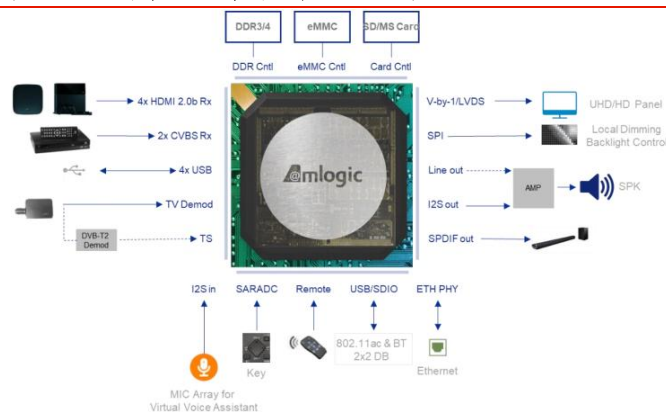 DDR3/4
eMMC
SD/MS Card
DDR Cntl
eMMC Cntl
Card Cntl
4x HDMI 2.0b Rx
2x CVBS Rx
4x USB
TV Demod
DVB-T2
Demod
TS
@mlogic
V-by-1/LVDS
UHD/HD Panel
SPI
Local Dimming
Backlight Control
Line out
AMP
SPK
I2S out
SPDIF out
I2S in
SARADC
Remote
USB/SDIO
ETH PHY
Key
802.11ac & BT
2x2 DB
Ethernet
MIC Array for
Virtual Voice Assistant